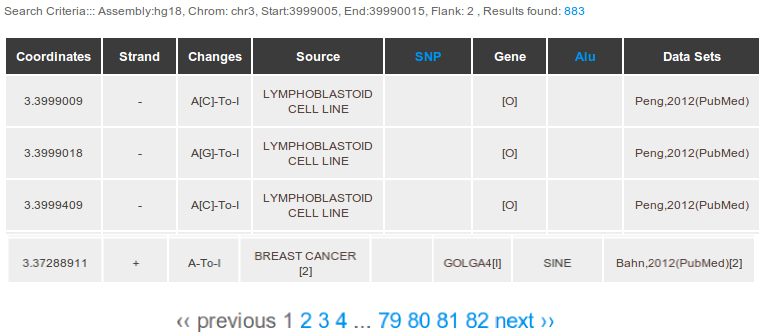 Search Criteria::: Assembly:hg18, Chrom: chr3, Start:3999005, End:39990015, Flank: 2 , Results found: 883
Coordinates Strand Changes Source SNP Gene Alu Data Sets
3.3999009 - A[C]-To-I LYMPHOBLASTOID CELL LINE [O] Peng,2012(PubMed)
3.3999018 - A[G]-To-I LYMPHOBLASTOID CELL LINE [O] Peng,2012(PubMed)
3.3999409 - A[C]-To-I LYMPHOBLASTOID CELL LINE [O] Peng,2012(PubMed)
3.37288911 + A-To-I BREAST CANCER [2] GOLGA4[I] SINE Bahn,2012(PubMed)[2]
‹‹ previous 1 2 3 4 ... 79 80 81 82 next ››